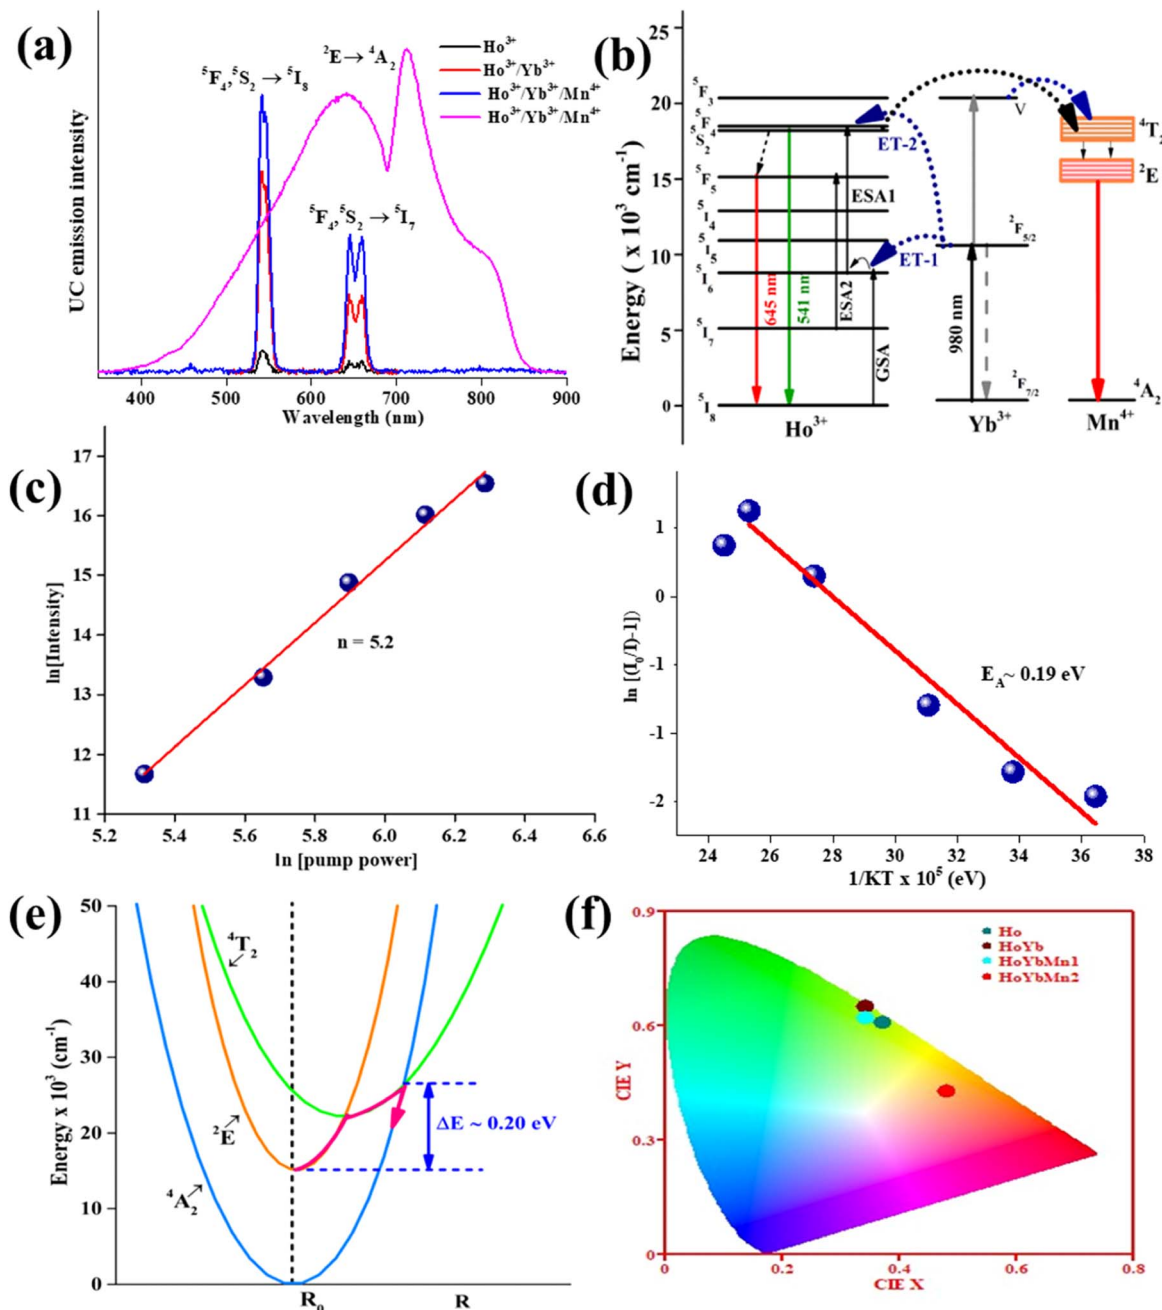 (a)
UC emission intensity
²E → ⁴A₂
⁵F₄,⁵S₂ → ⁵I₈
⁵F₄,⁵S₂ → ⁵I₇
Ho³⁺
Ho³⁺/Yb³⁺
Ho³⁺/Yb³⁺/Mn⁴⁺
Ho³⁺/Yb³⁺/Mn⁴⁺
400 500 600 700 800 900
Wavelength (nm)
(b)
Energy ( x 10³ cm⁻¹)
25
20
15
10
5
0
⁵F₃
⁵F₄
⁵S₂
⁵F₅
⁵I₄
⁵I₅
⁵I₆
⁵I₇
⁵I₈
645 nm
541 nm
ESA2
ESA1
GSA
ET-2
ET-1
V
²F₅/₂
980 nm
²F₇/₂
⁴T₂
²E
⁴A₂
Ho³⁺
Yb³⁺
Mn⁴⁺
(c)
ln[Intensity]
17
16
15
14
13
12
11
n = 5.2
5.2 5.4 5.6 5.8 6.0 6.2 6.4 6.6
ln [pump power]
(d)
ln [(I₀/I)-1])
1
0
-1
-1
-2
E_A~ 0.19 eV
24 26 30 32 34 36 38
1/KT x 10⁵ (eV)
(e)
Energy x 10³ (cm⁻¹)
50
40
30
20
10
0
⁴T₂
²E
⁴A₂
ΔE ~ 0.20 eV
R₀
R
(f)
CIE Y
0.9
0.6
0.3
0
Ho
HoYb
HoYbMn1
HoYbMn2
0 0.2 0.4 0.6 0.8
CIE X